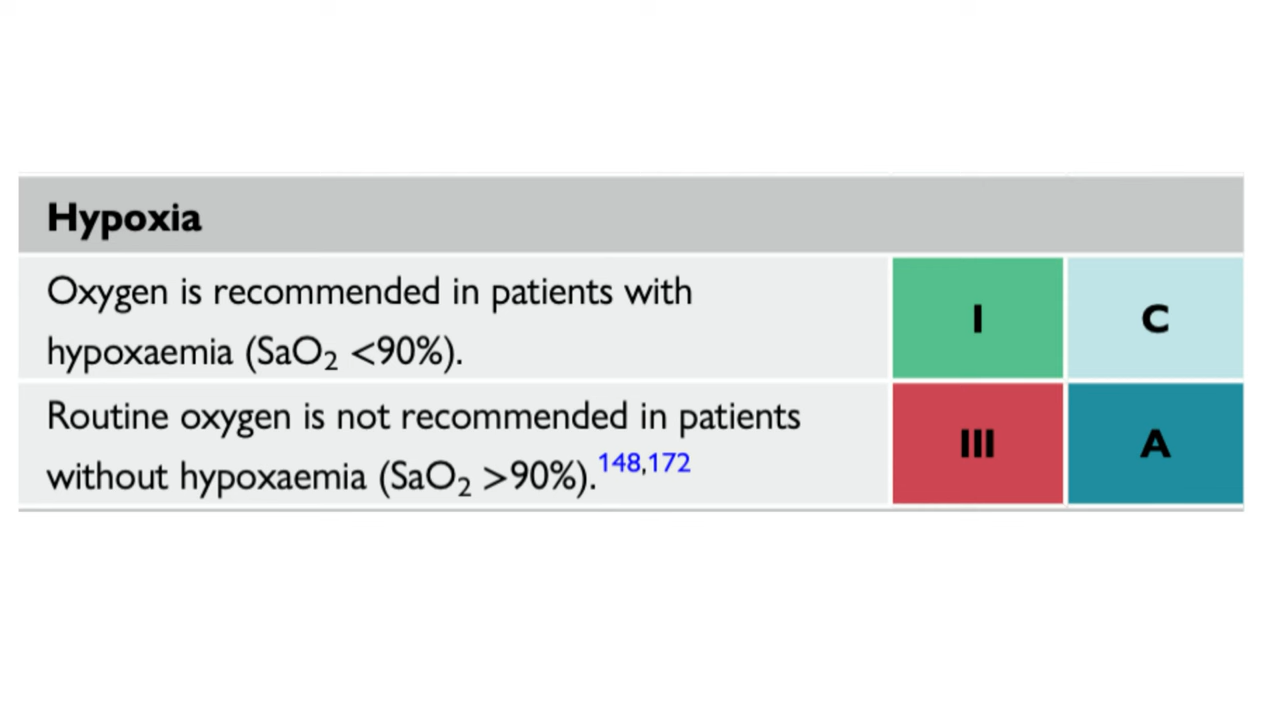 Hypoxia
Oxygen is recommended in patients with
hypoxaemia (SaO₂ <90%).
I
C
Routine oxygen is not recommended in patients
without hypoxaemia (SaO₂ >90%).148,172
III
A